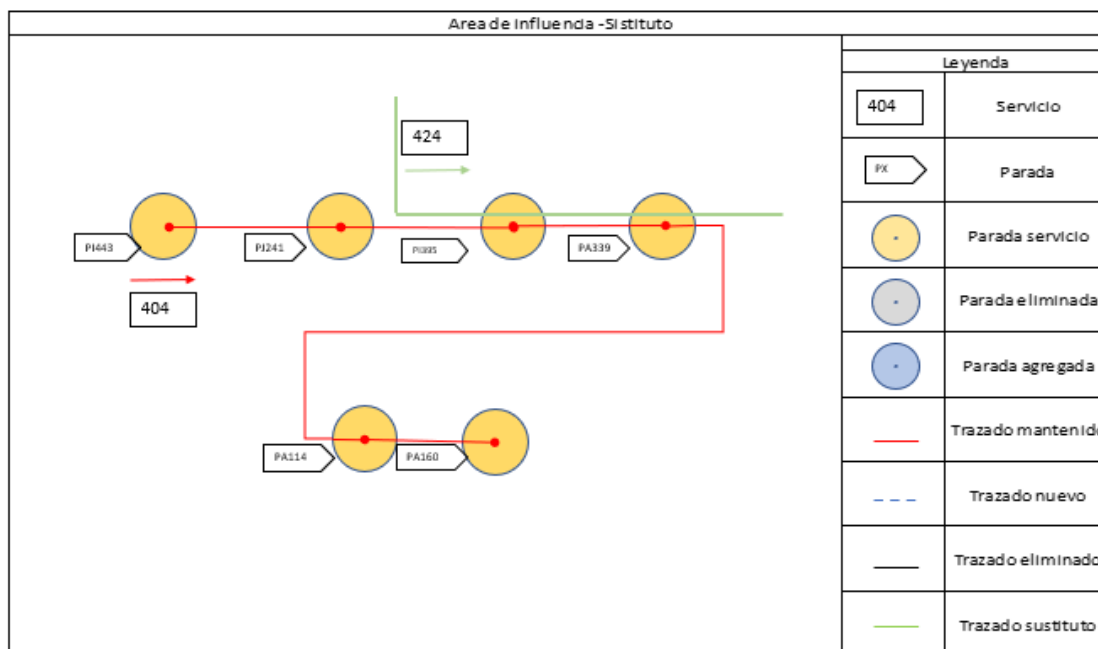 Area de Influencia -Sistituto
Leyenda
404
Servicio
PX
Parada
Parada servicio
Parada eliminada
Parada agregada
Trazado mantenido
Trazado nuevo
Trazado eliminado
Trazado sustituto
424
PJ241
PA339
404
PA114
PA160